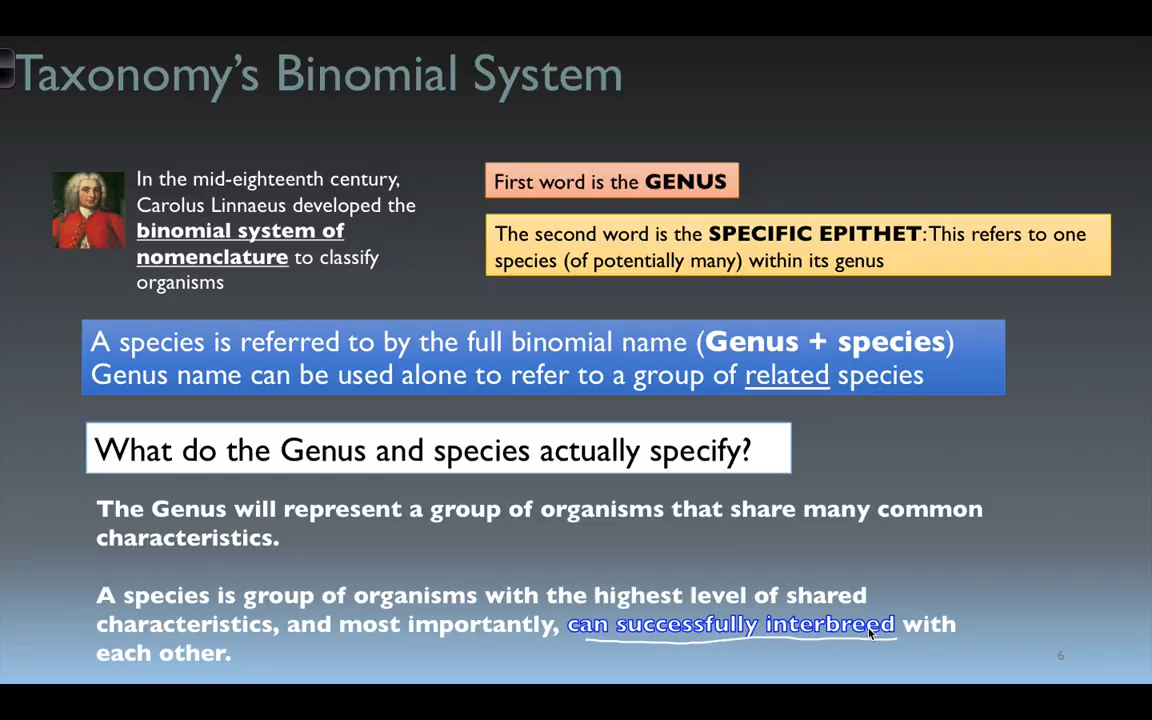 Taxonomy's Binomial System
In the mid-eighteenth century,
Carolus Linnaeus developed the
binomial system of
nomenclature to classify
organisms
First word is the GENUS
The second word is the SPECIFIC EPITHET: This refers to one
species (of potentially many) within its genus
A species is referred to by the full binomial name (Genus + species)
Genus name can be used alone to refer to a group of related species
What do the Genus and species actually specify?
The Genus will represent a group of organisms that share many common
characteristics.
A species is group of organisms with the highest level of shared
characteristics, and most importantly, can successfully interbreed with
each other.
6